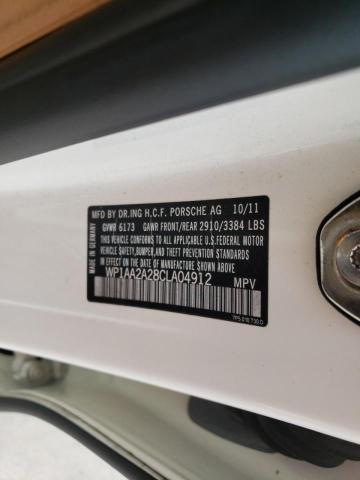 MFD BY DR.ING H.C.F. PORSCHE AG 10/11
GVWR 6173 GAWR FRONT/REAR 2910/3384 LBS
THIS VEHICLE CONFORMS TO ALL APPLICABLE U.S.FEDERAL MOTOR
VEHICLE SAFETY, BUMPER, AND THEFT PREVENTION STANDARDS
IN EFFECT ON THE DATE OF MANUFACTURE SHOWN ABOVE.
WP1AA2A28CLA04912 MPV
MADE IN GERMANY